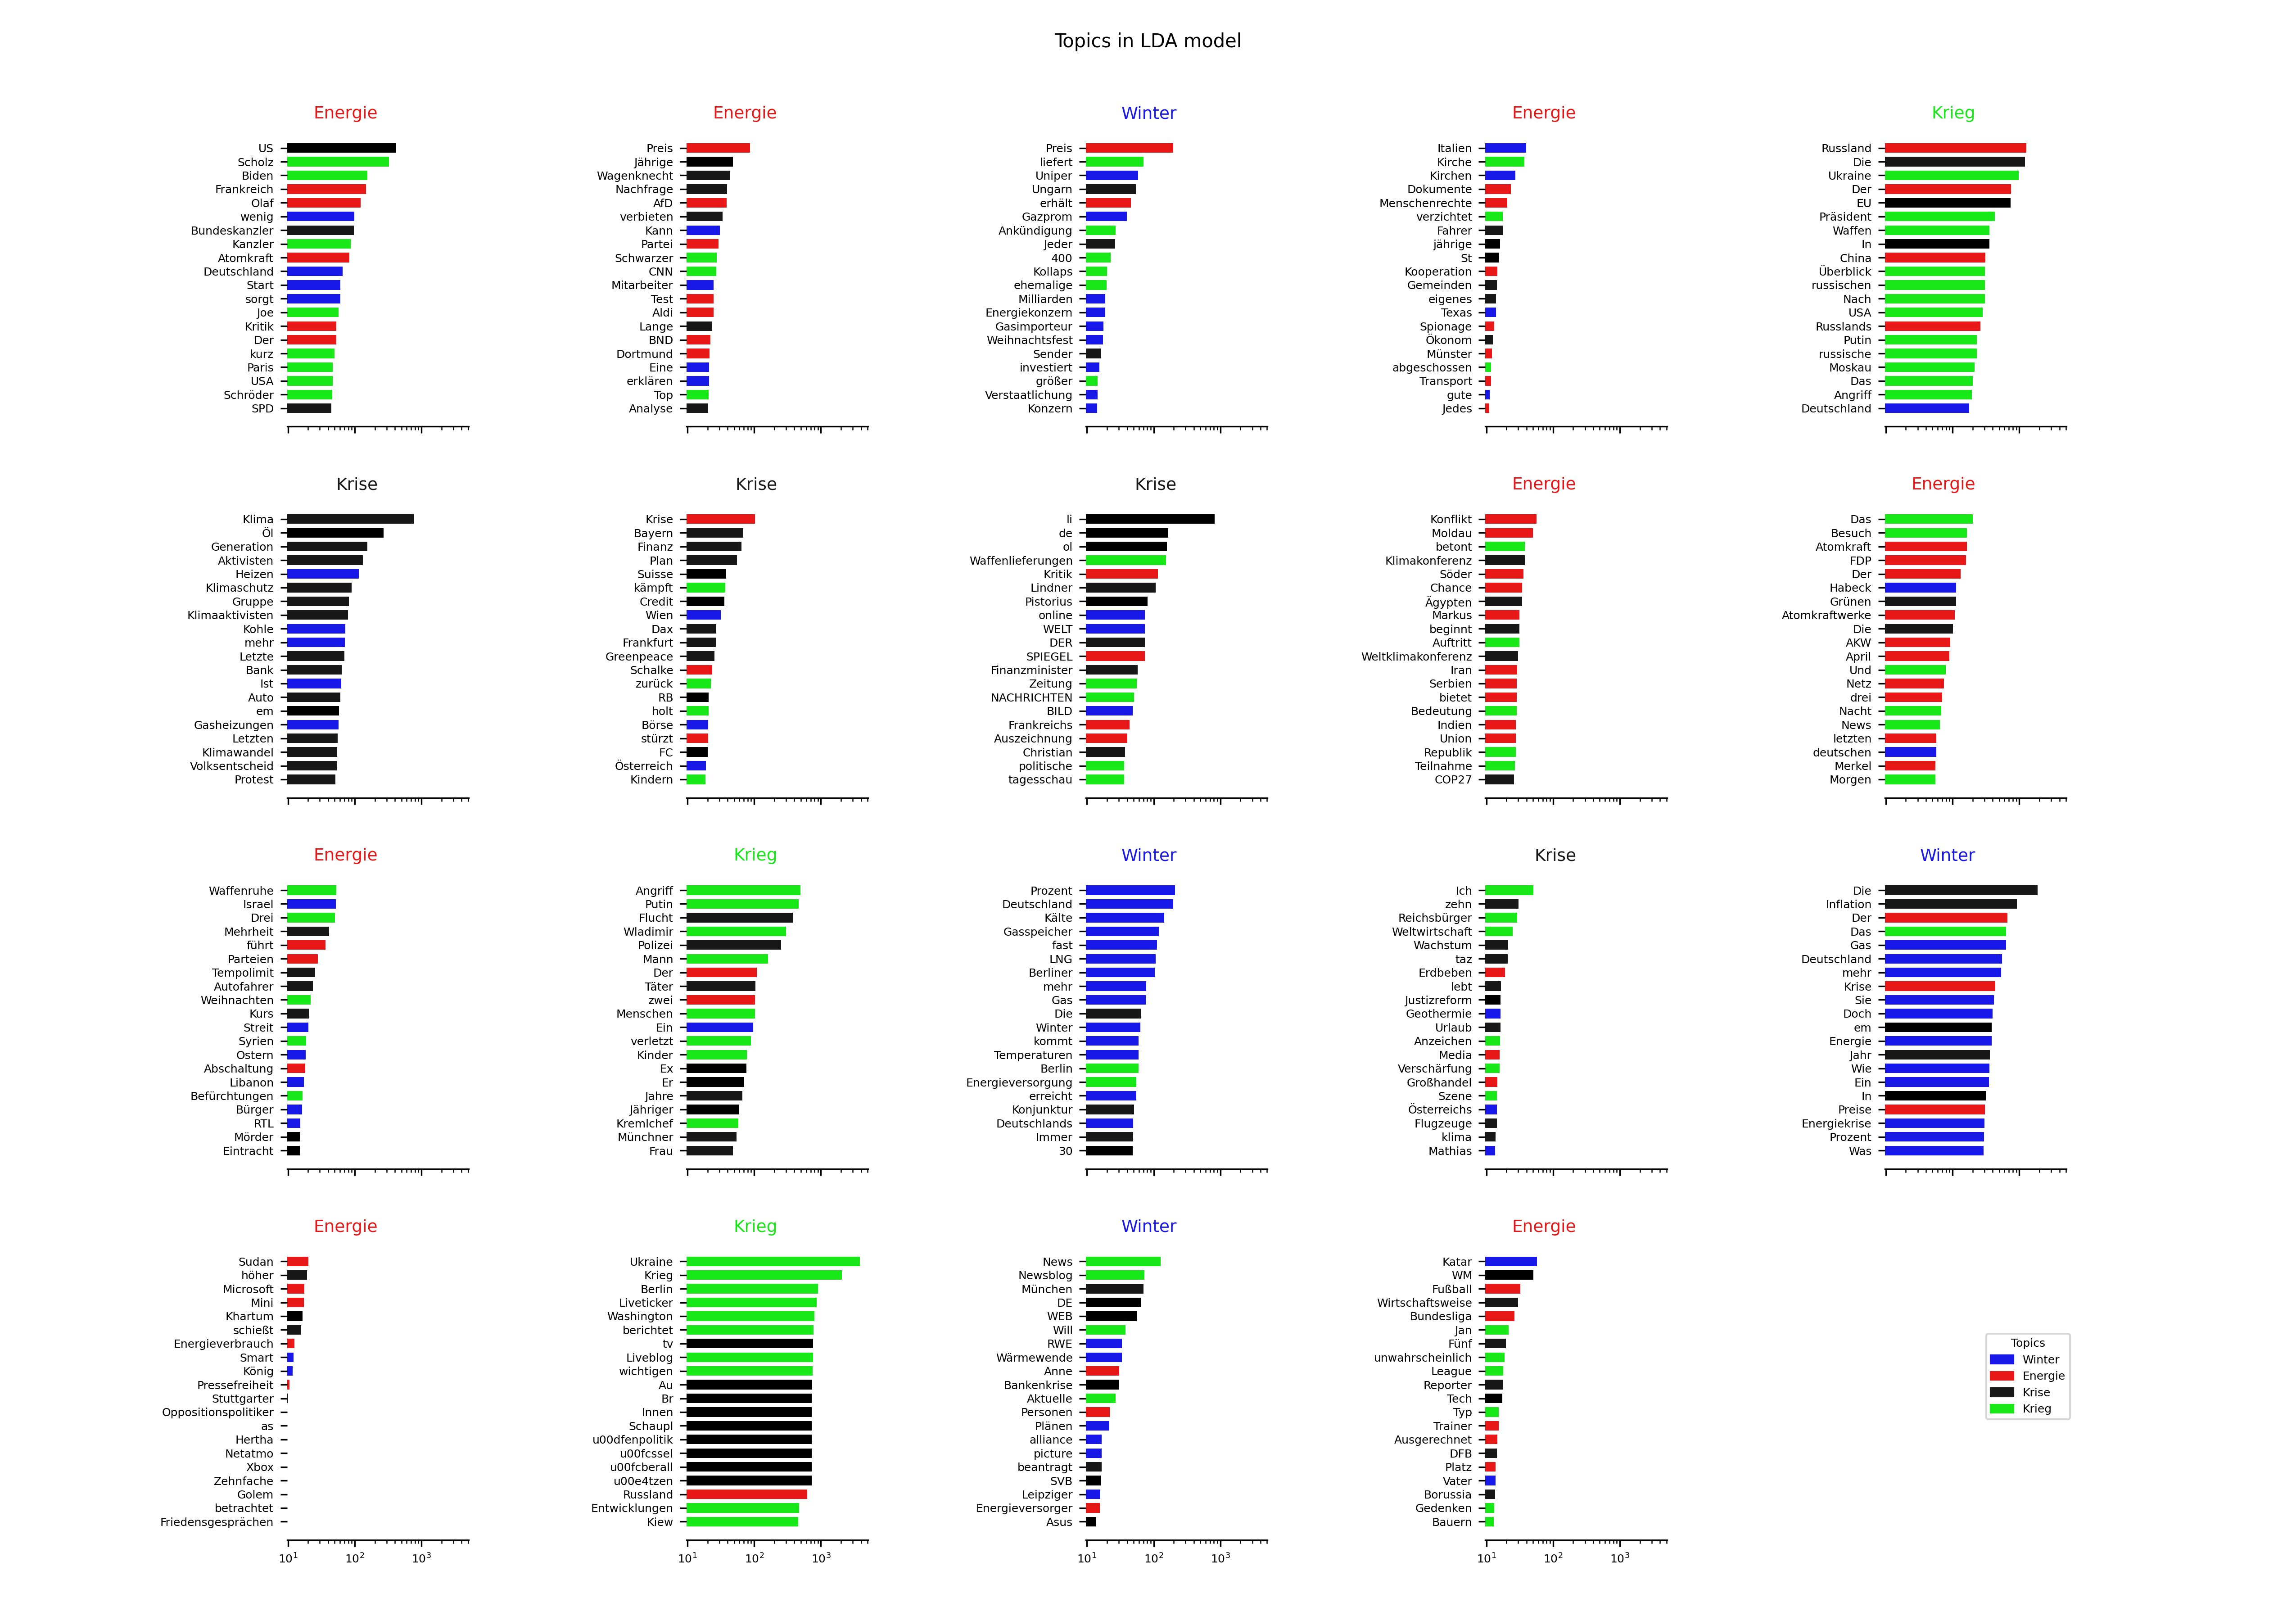 Topics in LDA model
Energie
US
Scholz
Biden
Frankreich
Olaf
wenig
Bundeskanzler
Kanzler
Atomkraft
Deutschland
Start
sorgt
Joe
Kritik
Der
kurz
Paris
USA
Schröder
SPD
Energie
Preis
Jährige
Wagenknecht
Nachfrage
AfD
verbieten
Kann
Partei
Schwarzer
CNN
Mitarbeiter
Test
Aldi
Lange
BND
Dortmund
Eine
erklären
Top
Analyse
Winter
Preis
liefert
Uniper
Ungarn
erhält
Gazprom
Ankündigung
Jeder
400
Kollaps
ehemalige
Milliarden
Energiekonzern
Gasimporteur
Weihnachtsfest
Sender
investiert
größer
Verstaatlichung
Konzern
Energie
Italien
Kirche
Kirchen
Dokumente
Menschenrechte
verzichtet
Fahrer
jährige
St
Kooperation
Gemeinden
eigenes
Texas
Spionage
Ökonom
Münster
abgeschossen
Transport
gute
Jedes
Krieg
Russland
Die
Ukraine
Der
EU
Präsident
Waffen
In
China
Überblick
russischen
Nach
USA
Russlands
Putin
russische
Moskau
Das
Angriff
Deutschland
Krise
Klima
Öl
Generation
Aktivisten
Heizen
Klimaschutz
Gruppe
Klimaaktivisten
Kohle
mehr
Letzte
Bank
Ist
Auto
em
Gasheizungen
Letzten
Klimawandel
Volksentscheid
Protest
Krise
Krise
Bayern
Finanz
Plan
Suisse
kämpft
Credit
Wien
Dax
Frankfurt
Greenpeace
Schalke
zurück
RB
holt
Börse
stürzt
FC
Österreich
Kindern
Krise
li
de
ol
Waffenlieferungen
Kritik
Lindner
Pistorius
online
WELT
DER
SPIEGEL
Finanzminister
Zeitung
NACHRICHTEN
BILD
Frankreichs
Auszeichnung
Christian
politische
tagesschau
Energie
Konflikt
Moldau
betont
Klimakonferenz
Söder
Chance
Ägypten
Markus
beginnt
Auftritt
Weltklimakonferenz
Iran
Serbien
bietet
Bedeutung
Indien
Union
Republik
Teilnahme
COP27
Energie
Das
Besuch
Atomkraft
FDP
Der
Habeck
Grünen
Atomkraftwerke
Die
AKW
April
Und
Netz
drei
Nacht
News
letzten
deutschen
Merkel
Morgen
Energie
Waffenruhe
Israel
Drei
Mehrheit
führt
Parteien
Tempolimit
Autofahrer
Weihnachten
Kurs
Streit
Syrien
Ostern
Abschaltung
Libanon
Befürchtungen
Bürger
RTL
Mörder
Eintracht
Krieg
Angriff
Putin
Flucht
Wladimir
Polizei
Mann
Der
Täter
zwei
Menschen
Ein
verletzt
Kinder
Ex
Er
Jahre
Jähriger
Kremlchef
Münchner
Frau
Winter
Prozent
Deutschland
Kälte
Gasspeicher
fast
LNG
Berliner
mehr
Gas
Die
Winter
kommt
Temperaturen
Berlin
Energieversorgung
erreicht
Konjunktur
Deutschlands
Immer
30
Krise
Ich
zehn
Reichsbürger
Weltwirtschaft
Wachstum
taz
Erdbeben
lebt
Justizreform
Geothermie
Urlaub
Anzeichen
Media
Verschärfung
Großhandel
Szene
Österreichs
Flugzeuge
klima
Mathias
Winter
Die
Inflation
Der
Das
Gas
Deutschland
mehr
Krise
Sie
Doch
em
Energie
Jahr
Wie
Ein
In
Preise
Energiekrise
Prozent
Was
Energie
Sudan
höher
Microsoft
Mini
Khartum
schießt
Energieverbrauch
Smart
König
Pressefreiheit
Stuttgarter
Oppositionspolitiker
as
Hertha
Netatmo
Xbox
Zehnfache
Golem
betrachtet
Friedensgesprächen
10¹ 10² 10³
Krieg
Ukraine
Krieg
Berlin
Liveticker
Washington
berichtet
tv
Liveblog
wichtigen
Au
Br
Innen
Schaupl
u00dfenpolitik
u00fcssel
u00fcberall
u00e4tzen
Russland
Entwicklungen
Kiew
10¹ 10² 10³
Winter
News
Newsblog
München
DE
WEB
Will
RWE
Wärmewende
Anne
Bankenkrise
Aktuelle
Personen
Plänen
alliance
picture
beantragt
SVB
Leipziger
Energieversorger
Asus
10¹ 10² 10³
Energie
Katar
WM
Fußball
Wirtschaftsweise
Bundesliga
Jan
Fünf
unwahrscheinlich
League
Reporter
Tech
Typ
Trainer
Ausgerechnet
DFB
Platz
Vater
Borussia
Gedenken
Bauern
10¹ 10² 10³
Topics
Winter
Energie
Krise
Krieg